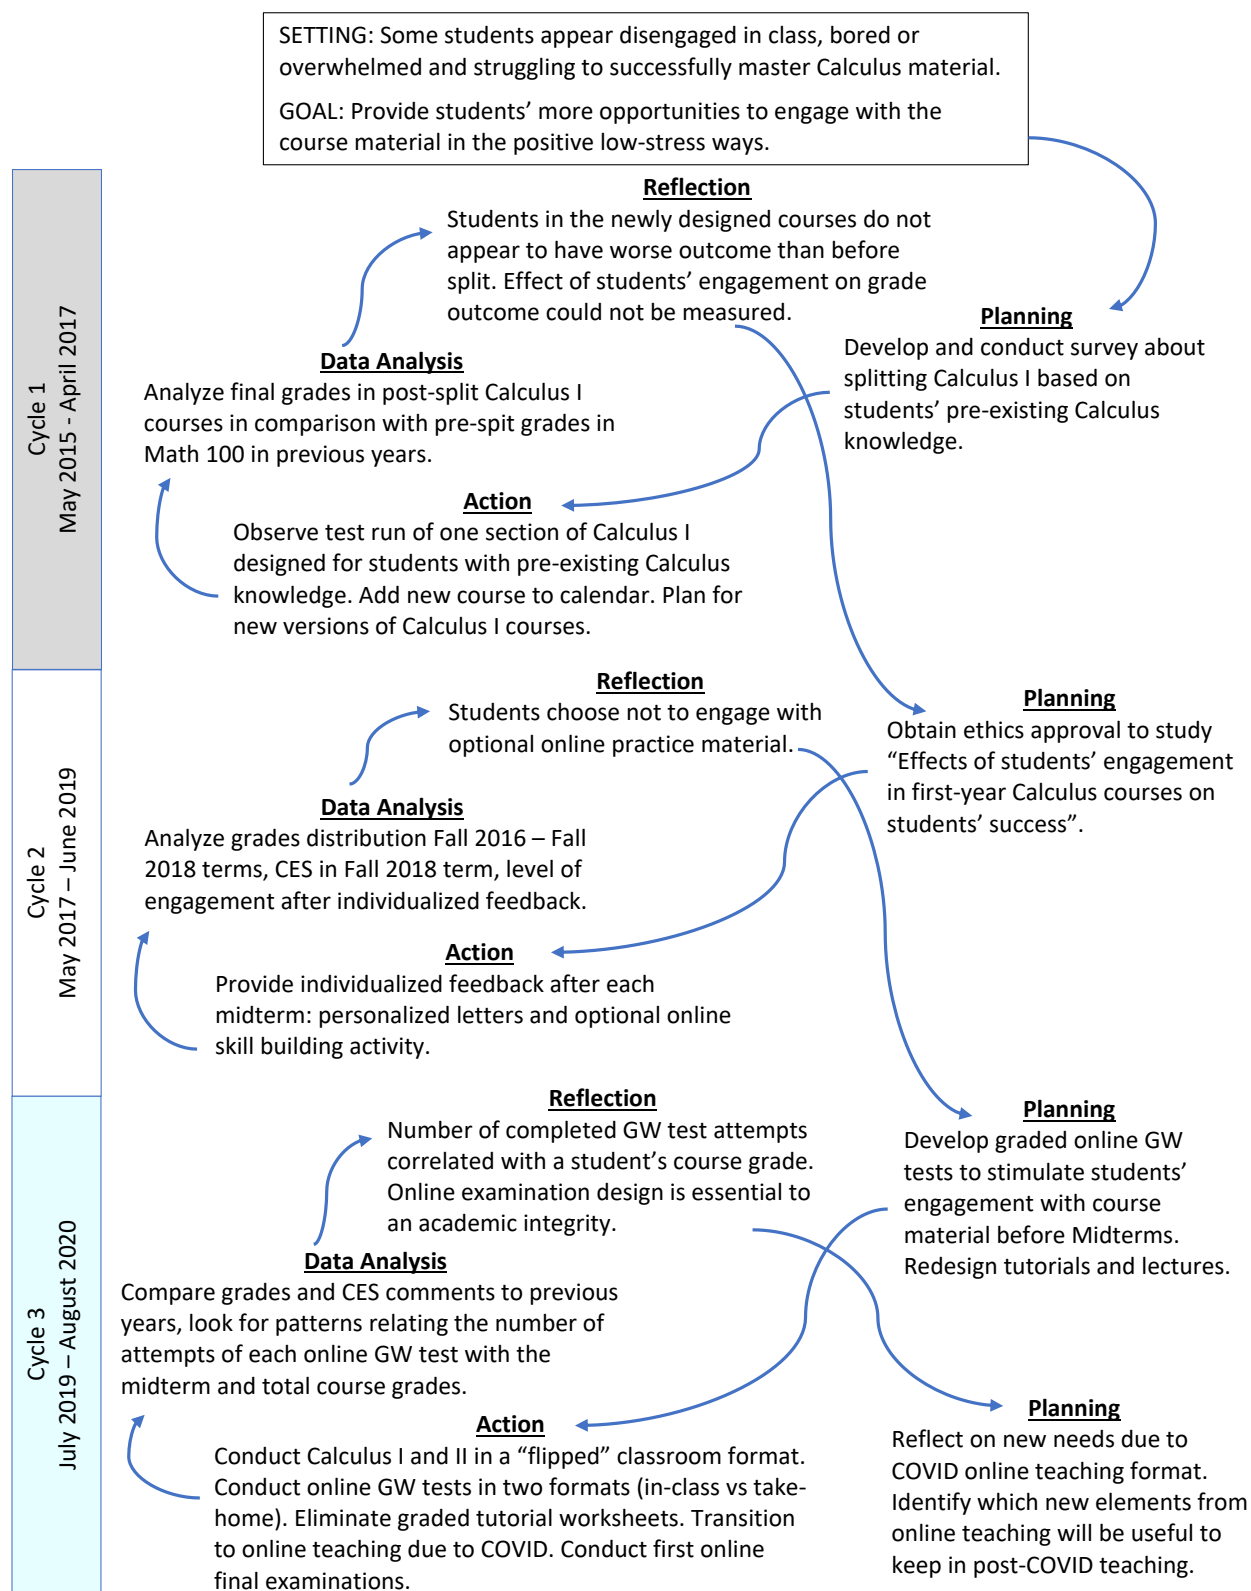 SETTING: Some students appear disengaged in class, bored or
overwhelmed and struggling to successfully master Calculus material.
GOAL: Provide students’ more opportunities to engage with the
course material in the positive low-stress ways.
Cycle 1
May 2015 - April 2017
Reflection
Students in the newly designed courses do not
appear to have worse outcome than before
split. Effect of students’ engagement on grade
outcome could not be measured.
Planning
Develop and conduct survey about
splitting Calculus I based on
students’ pre-existing Calculus
knowledge.
Data Analysis
Analyze final grades in post-split Calculus I
courses in comparison with pre-spit grades in
Math 100 in previous years.
Action
Observe test run of one section of Calculus I
designed for students with pre-existing Calculus
knowledge. Add new course to calendar. Plan for
new versions of Calculus I courses.
Cycle 2
May 2017 – June 2019
Reflection
Students choose not to engage with
optional online practice material.
Planning
Obtain ethics approval to study
“Effects of students’ engagement
in first-year Calculus courses on
students’ success”.
Data Analysis
Analyze grades distribution Fall 2016 – Fall
2018 terms, CES in Fall 2018 term, level of
engagement after individualized feedback.
Action
Provide individualized feedback after each
midterm: personalized letters and optional online
skill building activity.
Cycle 3
July 2019 – August 2020
Reflection
Number of completed GW test attempts
correlated with a student’s course grade.
Online examination design is essential to
an academic integrity.
Planning
Develop graded online GW
tests to stimulate students’
engagement with course
material before Midterms.
Redesign tutorials and lectures.
Data Analysis
Compare grades and CES comments to previous
years, look for patterns relating the number of
attempts of each online GW test with the
midterm and total course grades.
Action
Conduct Calculus I and II in a “flipped” classroom format.
Conduct online GW tests in two formats (in-class vs take-
home). Eliminate graded tutorial worksheets. Transition
to online teaching due to COVID. Conduct first online
final examinations.
Planning
Reflect on new needs due to
COVID online teaching format.
Identify which new elements from
online teaching will be useful to
keep in post-COVID teaching.